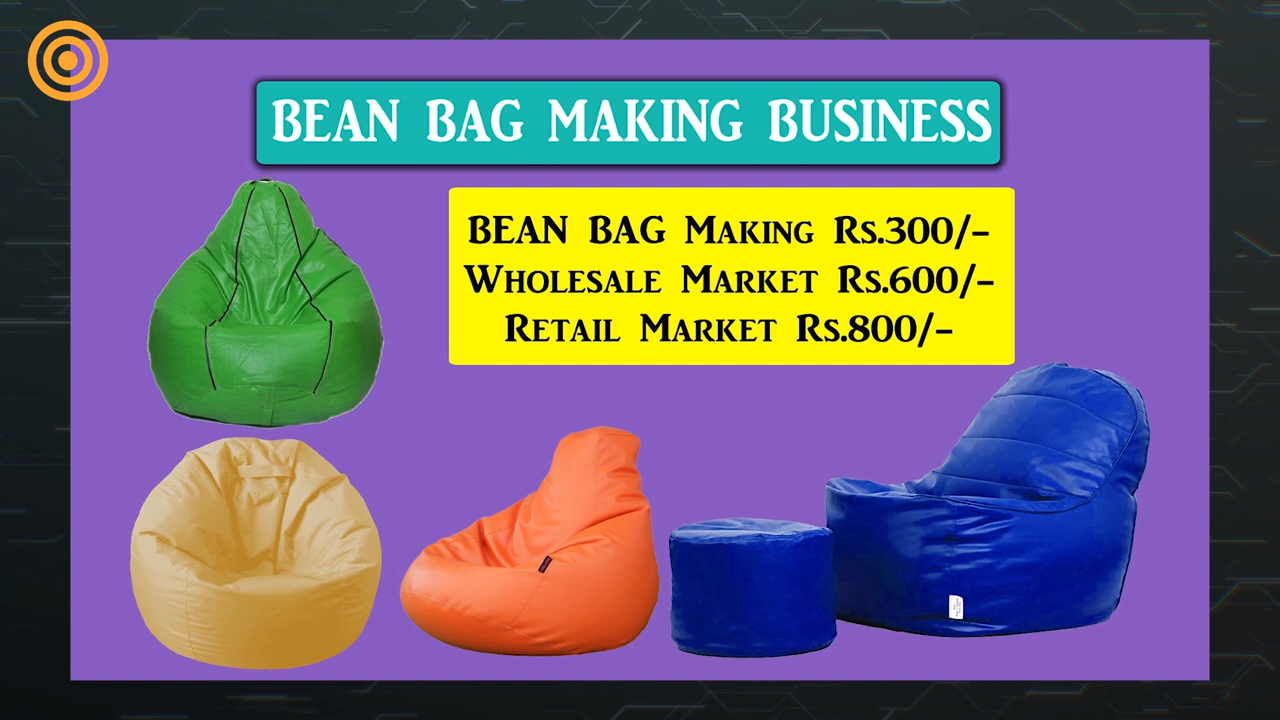 BEAN BAG MAKING BUSINESS
BEAN BAG Making Rs.300/-
Wholesale Market Rs.600/-
Retail Market Rs.800/-